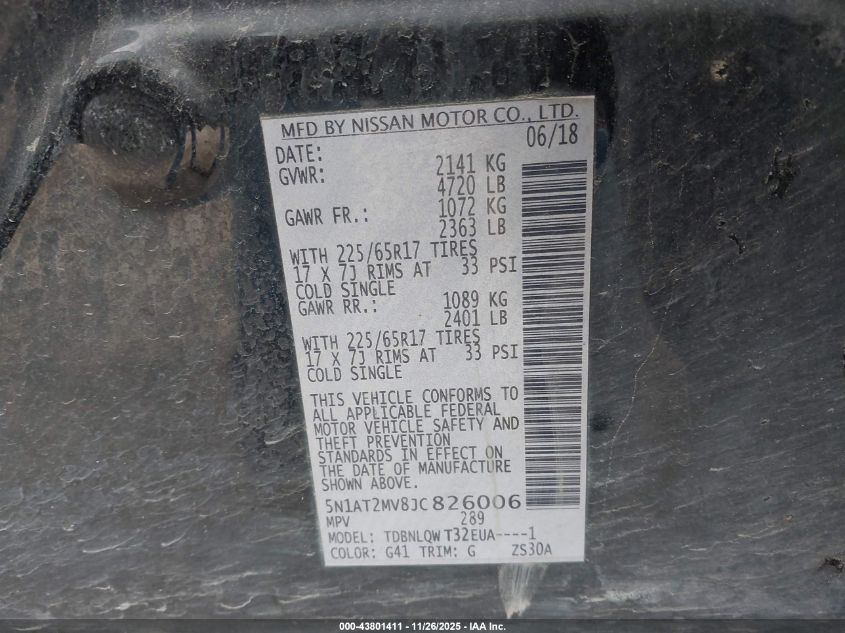 MFD BY NISSAN MOTOR CO., LTD.
DATE: 06/18
GVWR: 2141 KG
4720 LB
GAWR FR.: 1072 KG
2363 LB
WITH 225/65R17 TIRES
17 X 7J RIMS AT 33 PSI
COLD SINGLE
GAWR RR.: 1089 KG
2401 LB
WITH 225/65R17 TIRES
17 X 7J RIMS AT 33 PSI
COLD SINGLE
THIS VEHICLE CONFORMS TO
ALL APPLICABLE FEDERAL
MOTOR VEHICLE SAFETY AND
THEFT PREVENTION
STANDARDS IN EFFECT ON
THE DATE OF MANUFACTURE
SHOWN ABOVE.
5N1AT2MV8JC826006
MPV 289
MODEL: TDBNLQWT32EUA----1
COLOR: G41 TRIM: G ZS30A
000-43801411 - 11/26/2025 - IAA Inc.